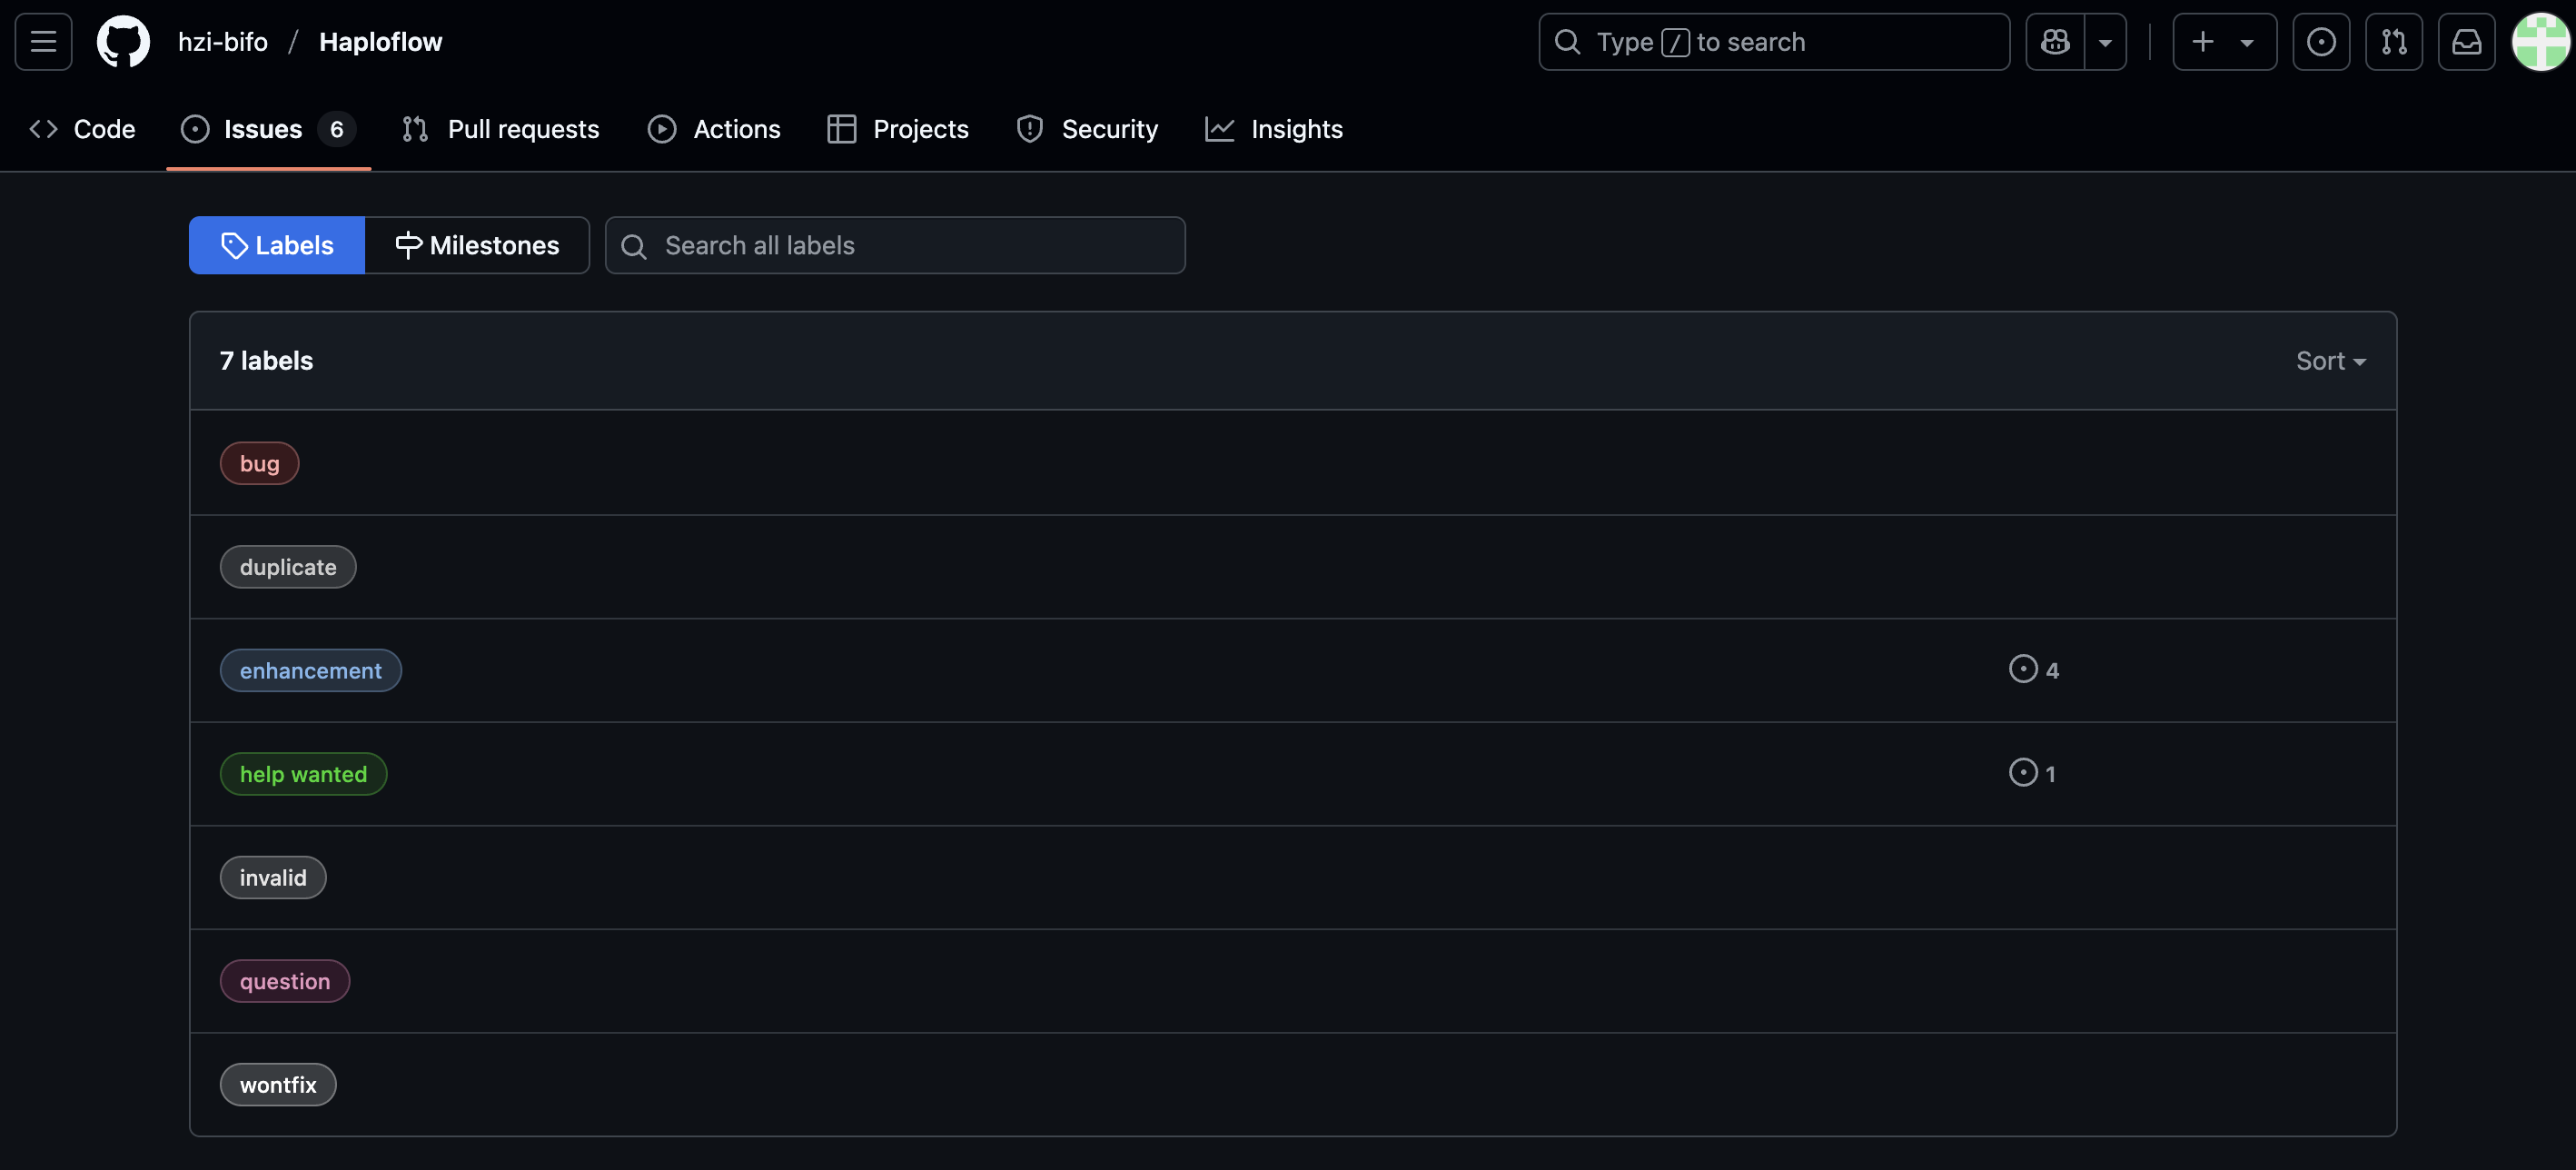 hzi-bifo / Haploflow
Type / to search
Code
Issues 6
Pull requests
Actions
Projects
Security
Insights
Labels
Milestones
Search all labels
7 labels
Sort
bug
duplicate
enhancement
4
help wanted
1
invalid
question
wontfix